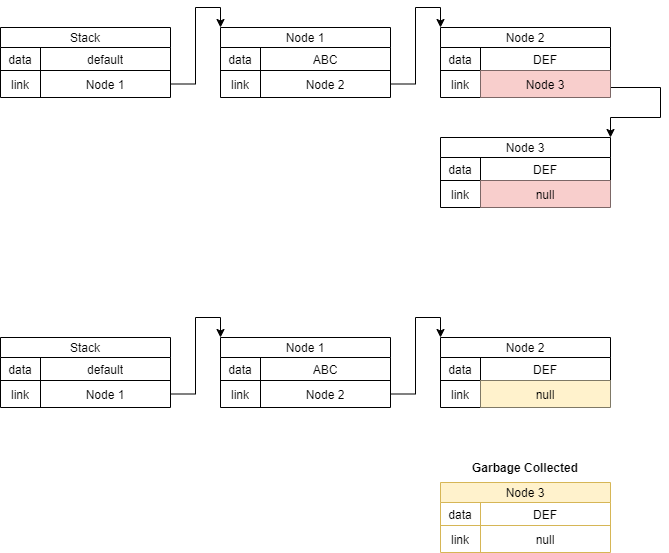 Stack Node 1 Node 2
data default data ABC data DEF
link Node 1 link Node 2 link Node 3
Node 3
data DEF
link null
Stack Node 1 Node 2
data default data ABC data DEF
link Node 1 link Node 2 link null
Garbage Collected
Node 3
data DEF
link null